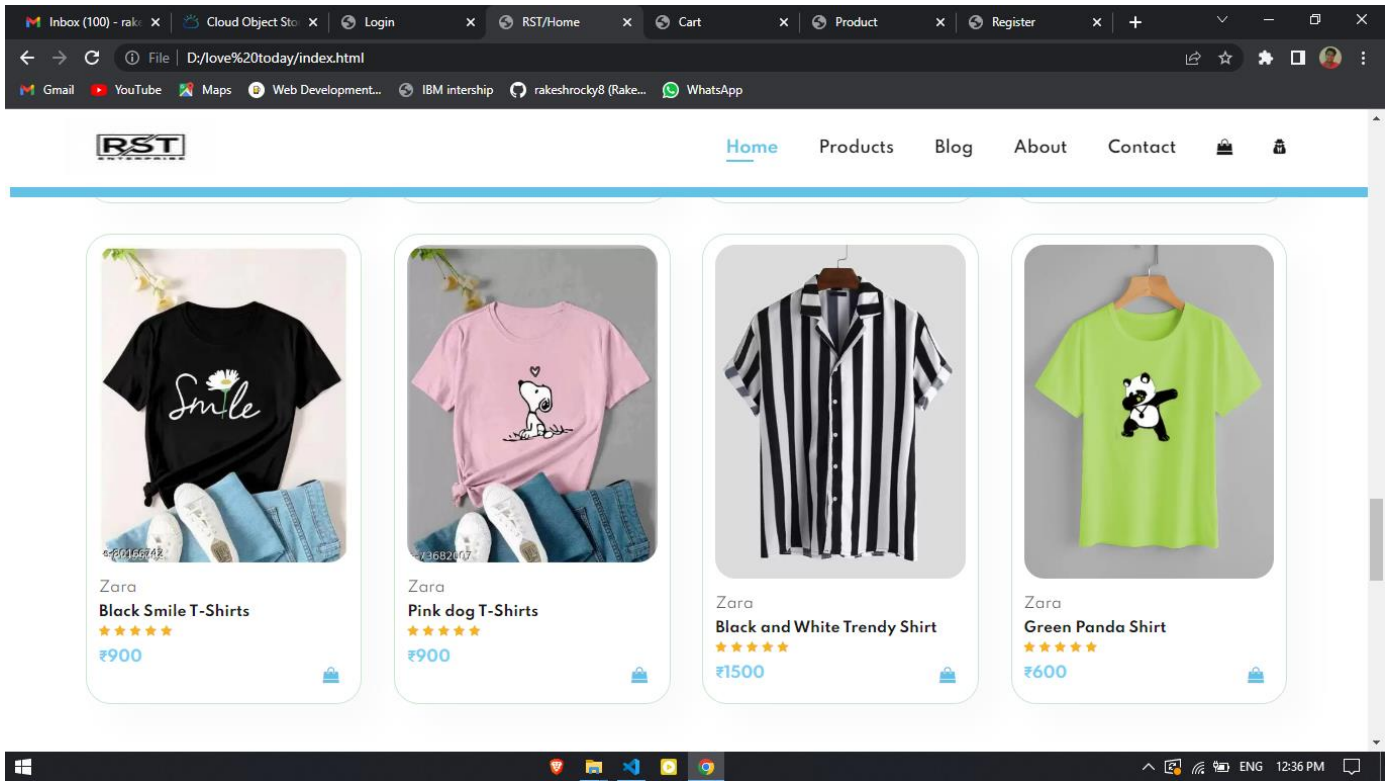 Inbox (100) - rake
Cloud Object Sto
Login
RST/Home
Cart
Product
Register
File D:/love%20today/index.html
Gmail YouTube Maps Web Development... IBM intership rakeshrocky8 (Rake... WhatsApp
RST
ENTERPRISE
Home Products Blog About Contact
Smile
Zara
Black Smile T-Shirts
₹900
Zara
Pink dog T-Shirts
₹900
Zara
Black and White Trendy Shirt
₹1500
Zara
Green Panda Shirt
₹600
ENG 12:36 PM